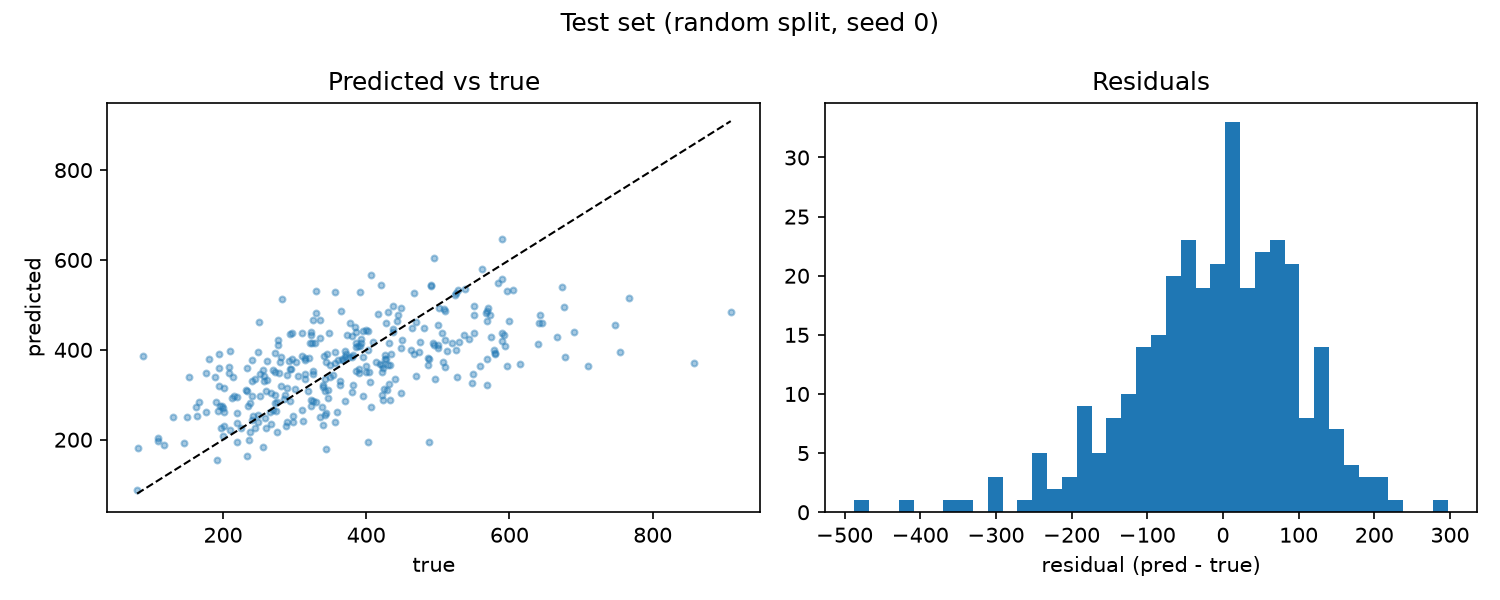 Test set (random split, seed 0)
Predicted vs true
800
600
400
200
predicted
200 400 600 800
true
Residuals
30
25
20
15
10
5
0
−500 −400 −300 −200 −100 0 100 200 300
residual (pred - true)